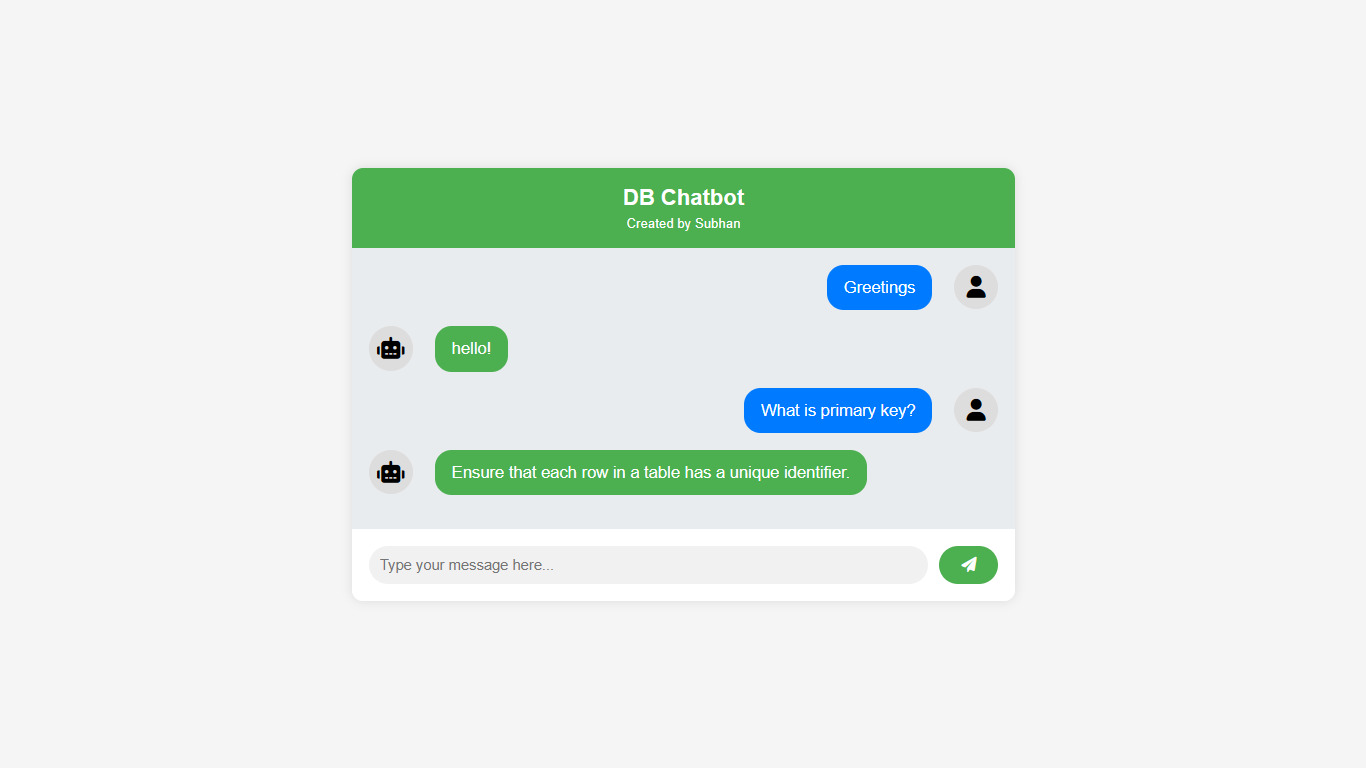 DB Chatbot
Created by Subhan
Greetings
hello!
What is primary key?
Ensure that each row in a table has a unique identifier.
Type your message here...